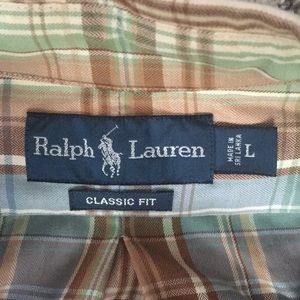 Ralph Lauren
MADE IN
SRI LANKA
L
CLASSIC FIT